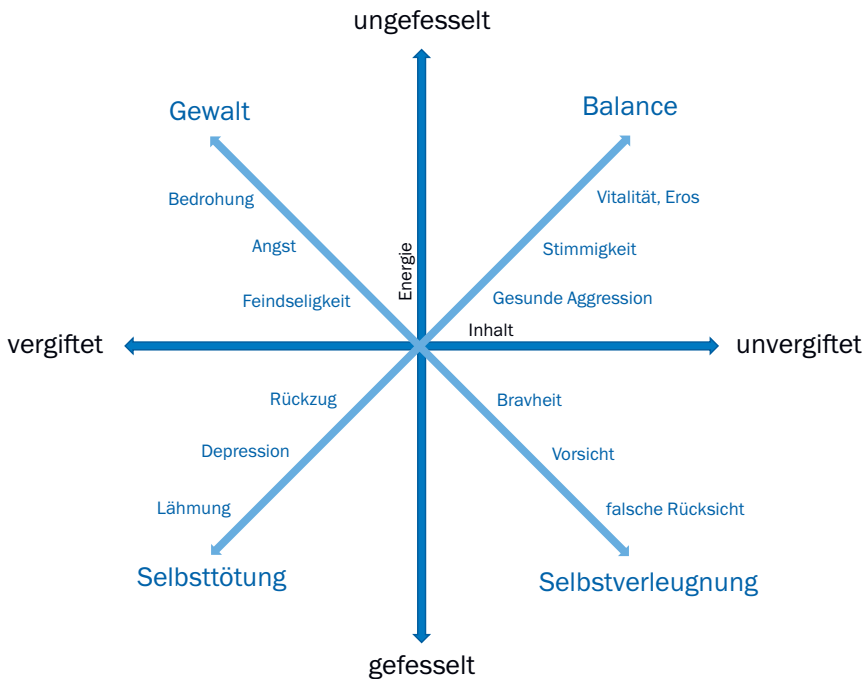 ungefesselt
Gewalt
Balance
Bedrohung
Vitalität, Eros
Angst
Energie
Stimmigkeit
Feindseligkeit
Gesunde Aggression
Inhalt
vergiftet
unvergiftet
Rückzug
Bravheit
Depression
Vorsicht
Lähmung
falsche Rücksicht
Selbsttötung
Selbstverleugnung
gefesselt